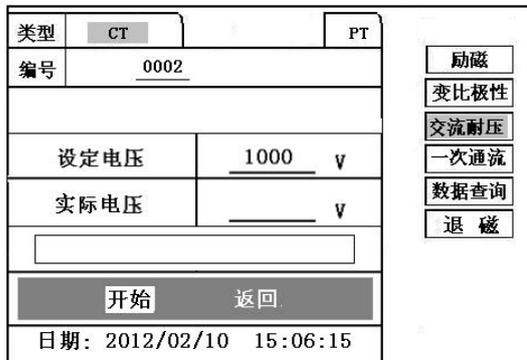 类型 CT PT
编号 0002
设定电压 1000 V
实际电压 V
开始 返回
日期: 2012/02/10 15:06:15
励磁
变比极性
交流耐压
一次通流
数据查询
退 磁